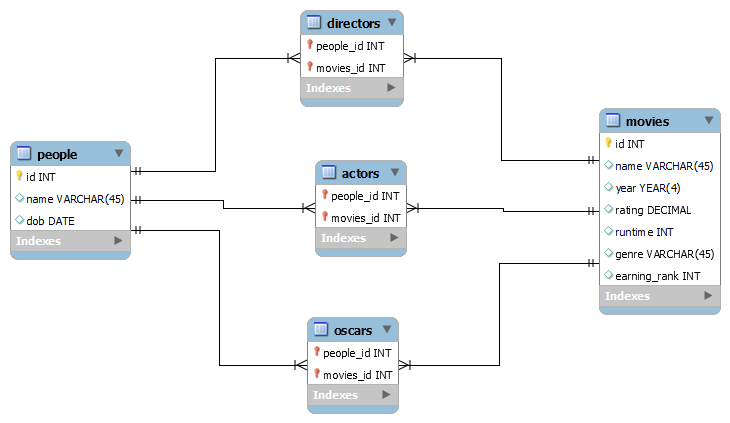 directors
people_id INT
movies_id INT
Indexes
people
id INT
name VARCHAR(45)
dob DATE
Indexes
actors
people_id INT
movies_id INT
Indexes
oscars
people_id INT
movies_id INT
Indexes
movies
id INT
name VARCHAR(45)
year YEAR(4)
rating DECIMAL
runtime INT
genre VARCHAR(45)
earning_rank INT
Indexes